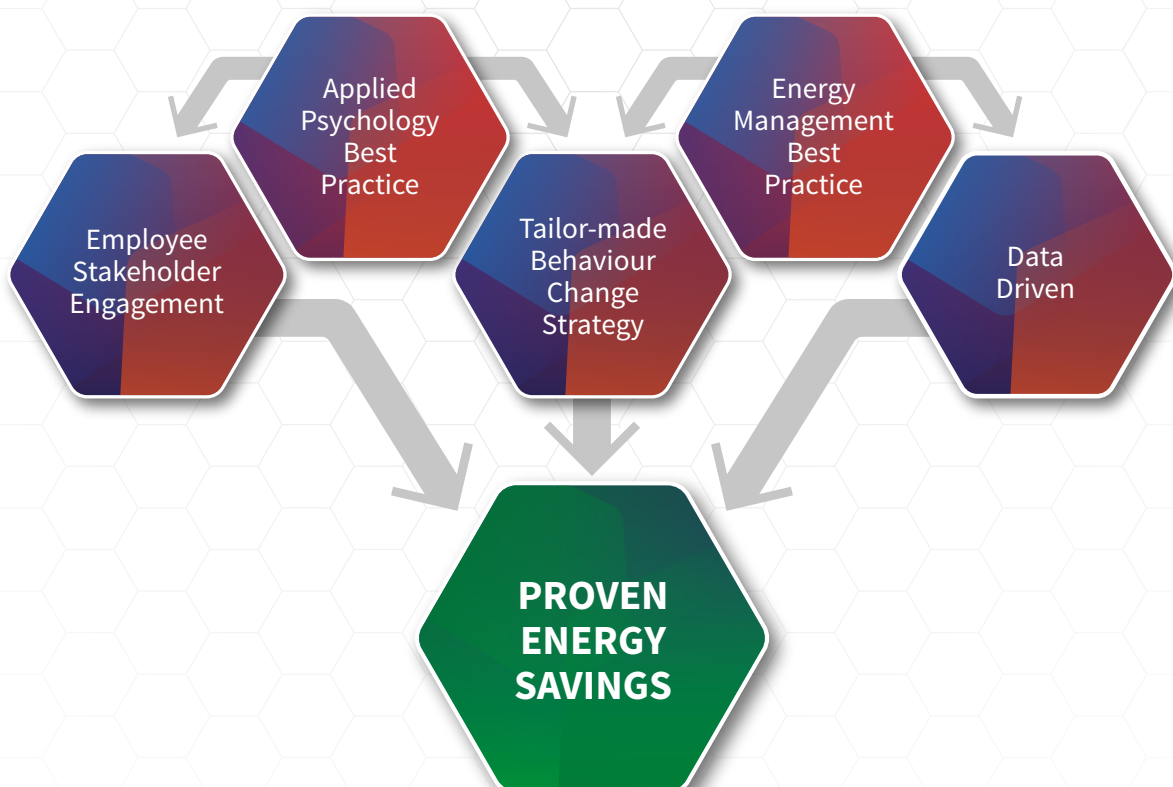 Applied
Psychology
Best
Practice
Energy
Management
Best
Practice
Employee
Stakeholder
Engagement
Tailor-made
Behaviour
Change
Strategy
Data
Driven
PROVEN
ENERGY
SAVINGS